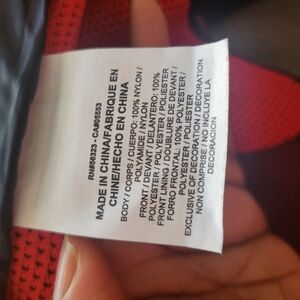 RN#56323 - CA#05553
MADE IN CHINA/FABRIQUE EN
CHINE/HECHO EN CHINA
BODY / CORPS / CUERPO: 100% NYLON /
POLYAMIDE / NYLON
FRONT / DEVANT / DELANTERO: 100%
POLYESTER / POLYESTER / POLIESTER
FRONT LINING / DOUBLURE DE DEVANT /
FORRO FRONTAL: 100% POLYESTER /
POLYESTER / POLIESTER
EXCLUSIVE OF DECORATION / DECORATION
NON COMPRISE / NO INCLUYE LA
DECORACION